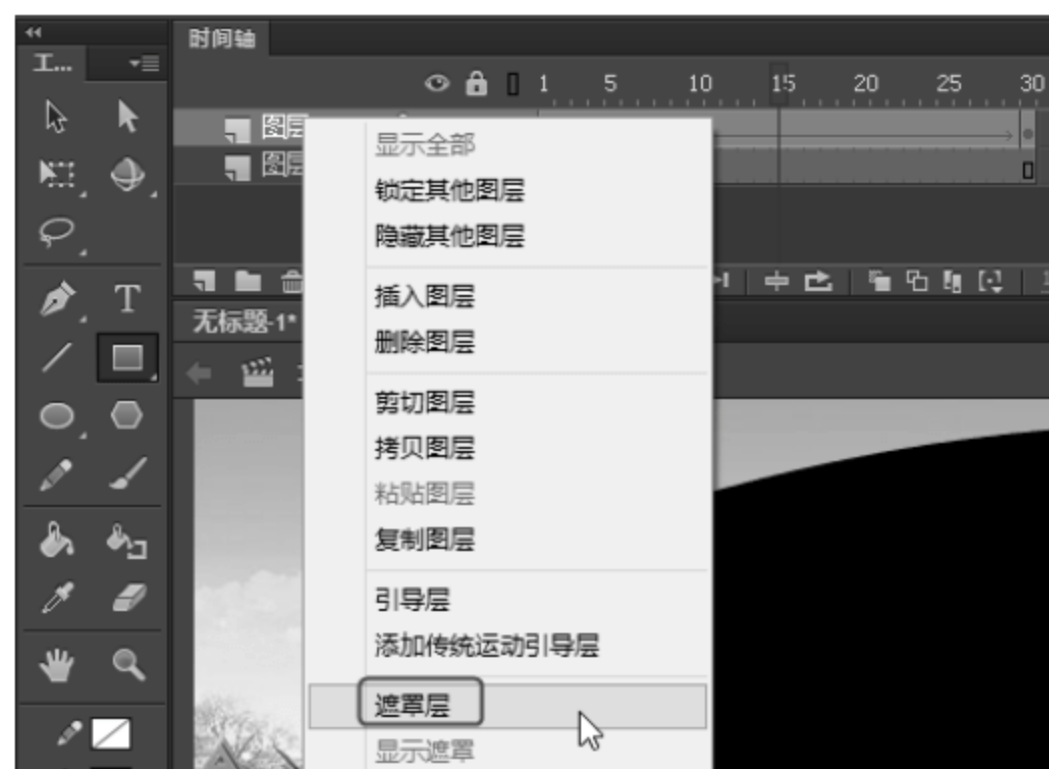 时间轴
工...
1 5 10 15 20 25 30
图层
图层
显示全部
锁定其他图层
隐藏其他图层
插入图层
删除图层
无标题-1*
剪切图层
拷贝图层
粘贴图层
复制图层
引导层
添加传统运动引导层
遮罩层
显示遮罩
T